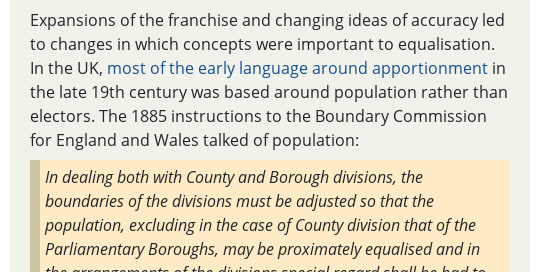 Expansions of the franchise and changing ideas of accuracy led
to changes in which concepts were important to equalisation.
In the UK, most of the early language around apportionment in
the late 19th century was based around population rather than
electors. The 1885 instructions to the Boundary Commission
for England and Wales talked of population:
In dealing both with County and Borough divisions, the
boundaries of the divisions must be adjusted so that the
population, excluding in the case of County division that of the
Parliamentary Boroughs, may be proximately equalised and in
the arrangements of the divisions special regard shall be had to